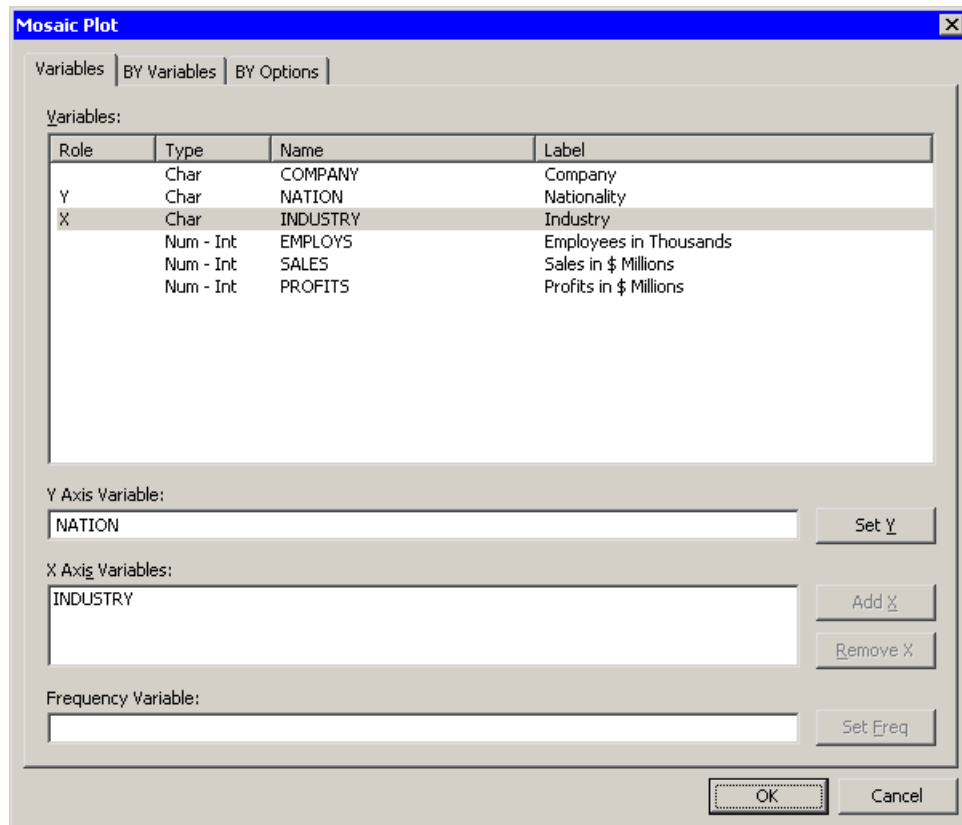 Mosaic Plot
Variables BY Variables BY Options
Variables:
Role Type Name Label
Char COMPANY Company
Y Char NATION Nationality
X Char INDUSTRY Industry
Num - Int EMPLOYS Employees in Thousands
Num - Int SALES Sales in $ Millions
Num - Int PROFITS Profits in $ Millions
Y Axis Variable:
NATION Set Y
X Axis Variables:
INDUSTRY
Add X
Remove X
Frequency Variable:
Set Freq
OK Cancel